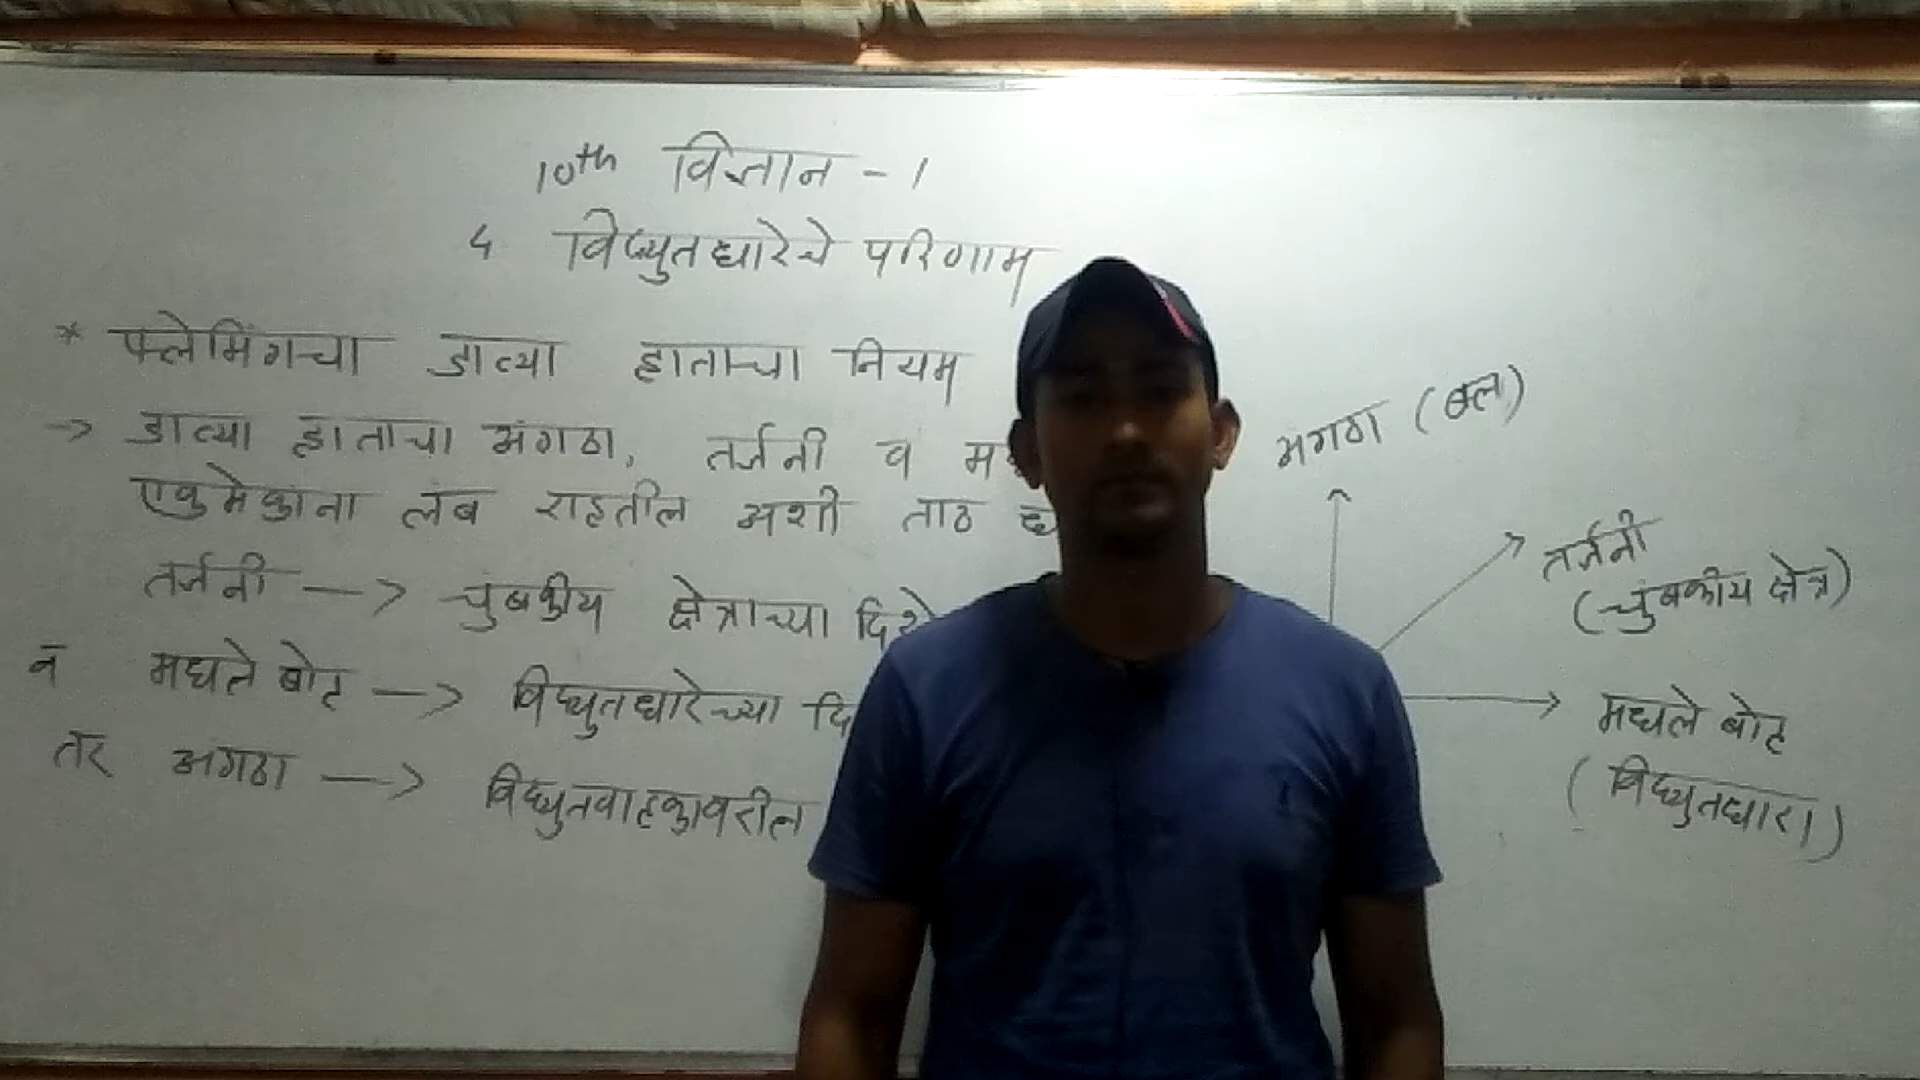 10th विज्ञान - 1
4 विद्युतधारेचे परिणाम
* फ्लेमिंगचा डाव्या हाताचा नियम
→ डाव्या हाताचा अंगठा, तर्जनी व
एकमेकांना लंब राहतील अशी ताठ
तर्जनी → चुंबकीय क्षेत्राच्या
व मधले बोट → विद्युतधारेच्या
तर अंगठा → विद्युतवाहकावरील
अंगठा (बल)
तर्जनी
(चुंबकीय क्षेत्र)
मधले बोट
(विद्युतधारा)